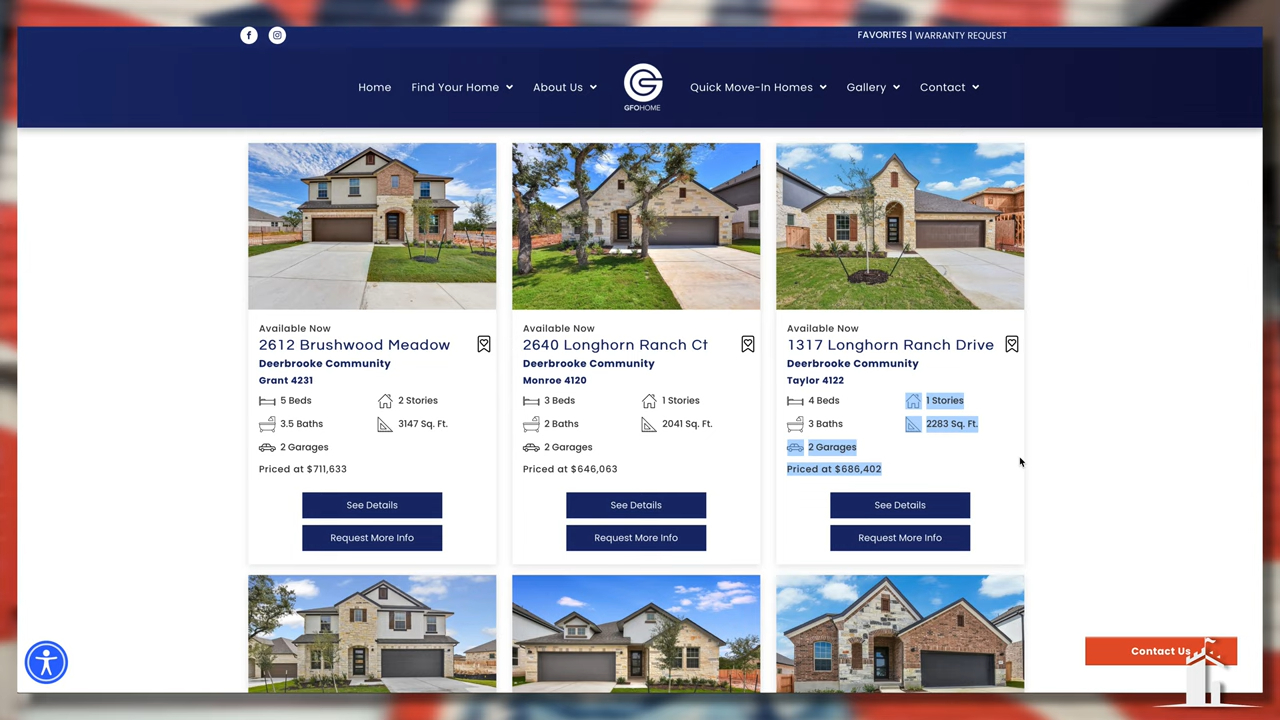 FAVORITES | WARRANTY REQUEST
Home Find Your Home About Us GFOHOME Quick Move-In Homes Gallery Contact
Available Now
2612 Brushwood Meadow
Deerbrooke Community
Grant 4231
5 Beds 2 Stories
3.5 Baths 3147 Sq. Ft.
2 Garages
Priced at $711,633
See Details
Request More Info
Available Now
2640 Longhorn Ranch Ct
Deerbrooke Community
Monroe 4120
3 Beds 1 Stories
2 Baths 2041 Sq. Ft.
2 Garages
Priced at $646,063
See Details
Request More Info
Available Now
1317 Longhorn Ranch Drive
Deerbrooke Community
Taylor 4122
4 Beds 1 Stories
3 Baths 2283 Sq. Ft.
2 Garages
Priced at $686,402
See Details
Request More Info
Contact Us